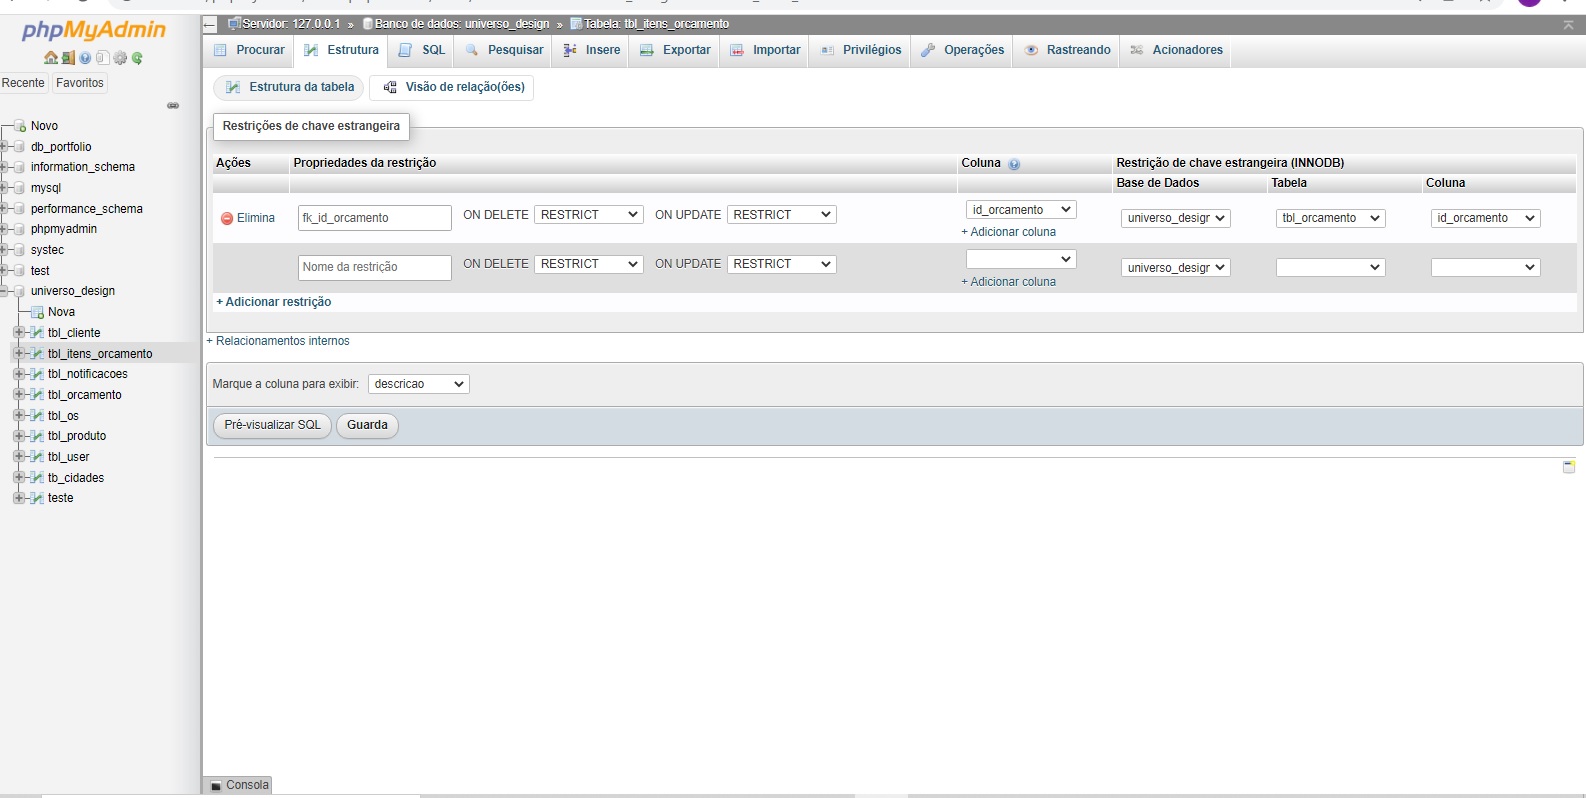 phpMyAdmin
Recente Favoritos
Novo
db_portfolio
information_schema
mysql
performance_schema
phpmyadmin
systec
test
universo_design
Nova
tbl_cliente
tbl_itens_orcamento
tbl_notificacoes
tbl_orcamento
tbl_os
tbl_produto
tbl_user
tb_cidades
teste
Servidor: 127.0.0.1 » Banco de dados: universo_design » Tabela: tbl_itens_orcamento
Procurar Estrutura SQL Pesquisar Insere Exportar Importar Privilégios Operações Rastreando Acionadores
Estrutura da tabela Visão de relação(ões)
Restrições de chave estrangeira
Ações Propriedades da restrição Coluna Restrição de chave estrangeira (INNODB)
Base de Dados Tabela Coluna
Elimina fk_id_orcamento ON DELETE RESTRICT ON UPDATE RESTRICT id_orcamento universo_design tbl_orcamento id_orcamento
+ Adicionar coluna
Nome da restrição ON DELETE RESTRICT ON UPDATE RESTRICT universo_design
+ Adicionar coluna
+ Adicionar restrição
+ Relacionamentos internos
Marque a coluna para exibir: descricao
Pré-visualizar SQL Guarda
Consola